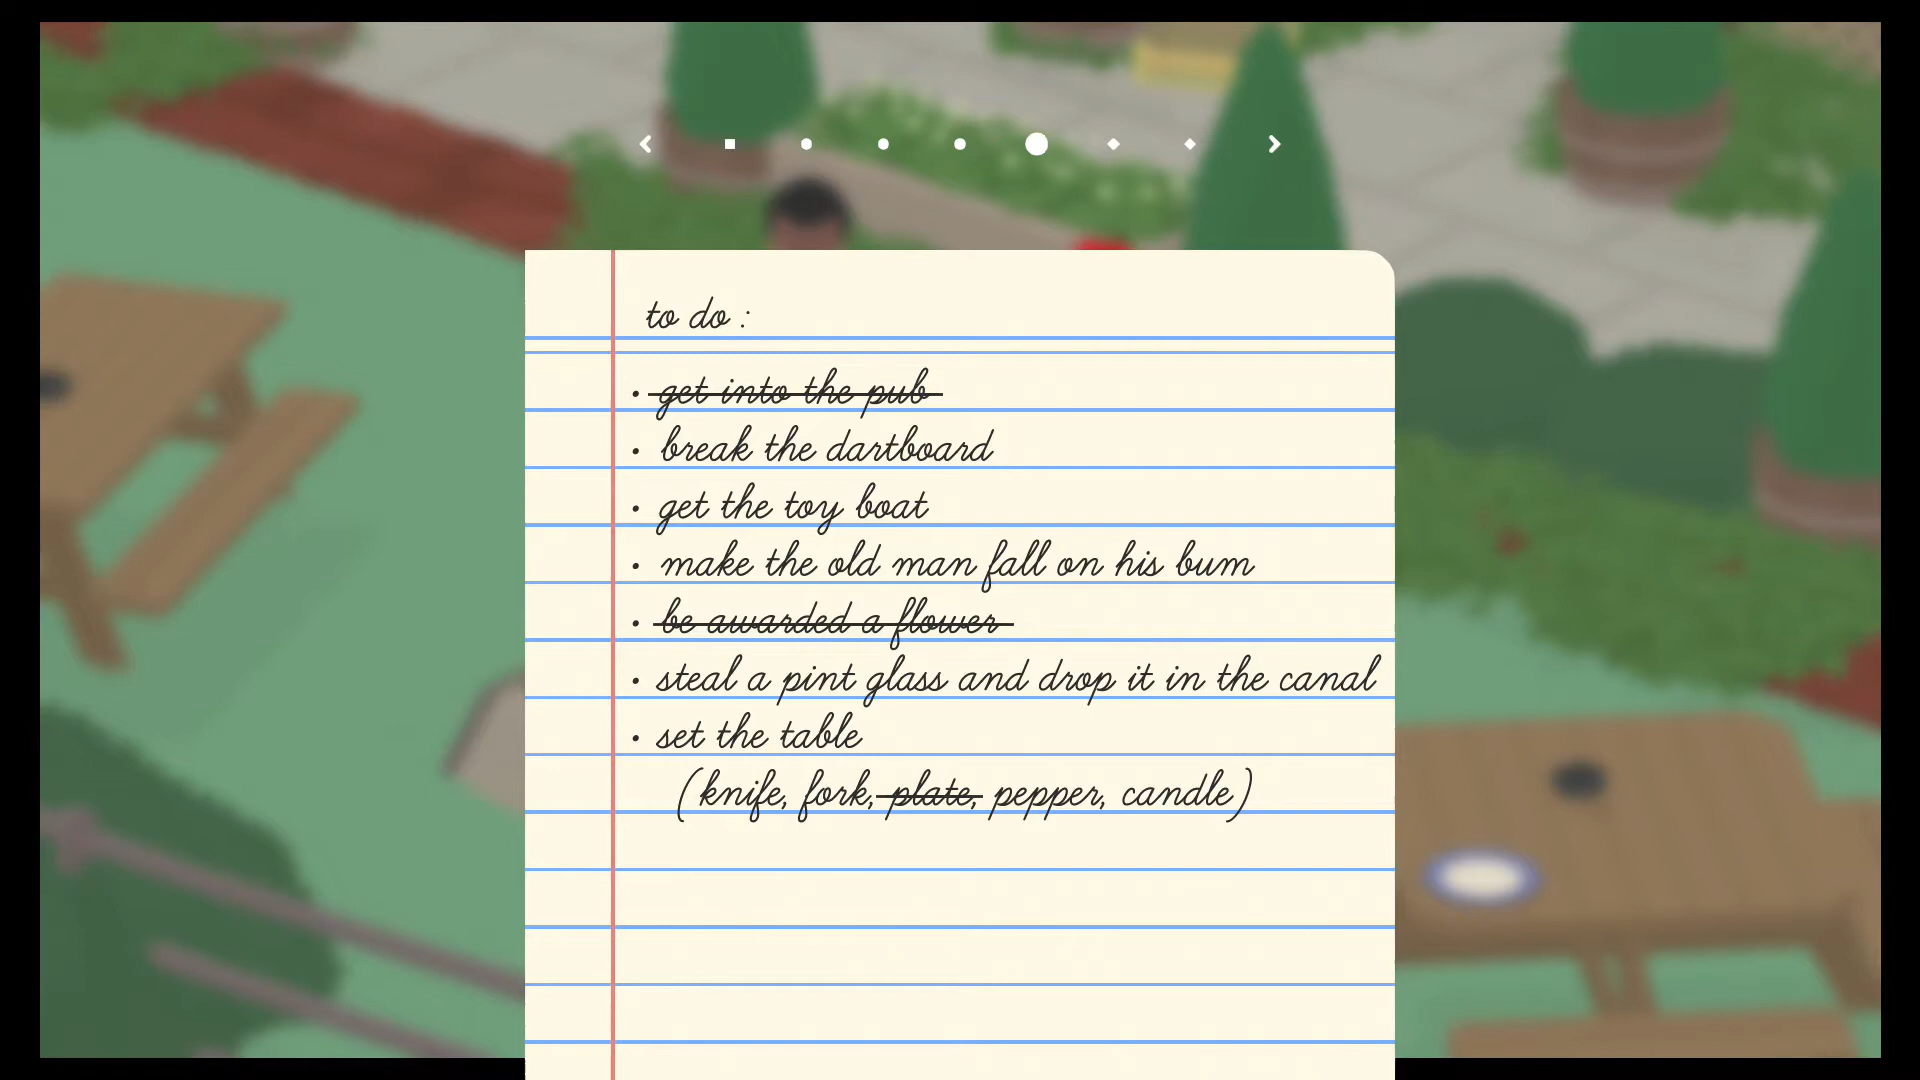 to do :
• get into the pub
• break the dartboard
• get the toy boat
• make the old man fall on his bum
• be awarded a flower
• steal a pint glass and drop it in the canal
• set the table
(knife, fork, plate, pepper, candle)